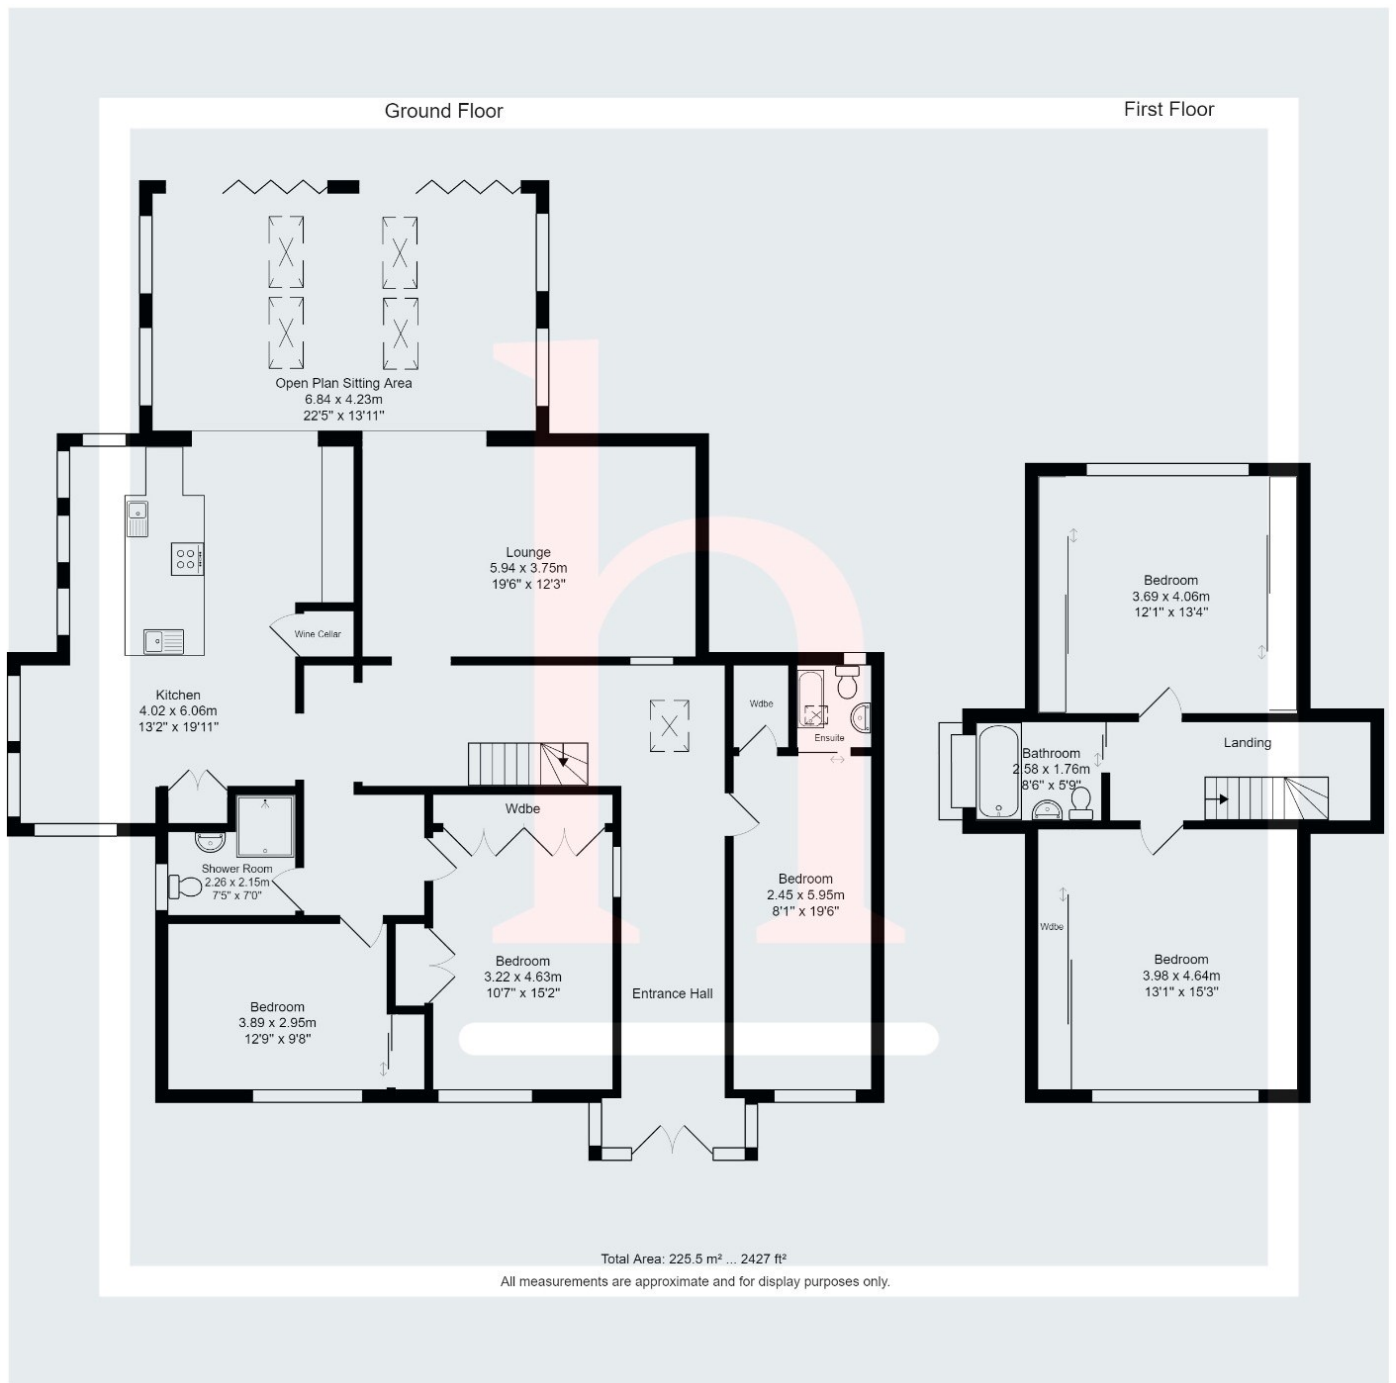 Ground Floor
First Floor
Open Plan Sitting Area
6.84 x 4.23m
22'5" x 13'11"
Lounge
5.94 x 3.75m
19'6" x 12'3"
Wine Cellar
Kitchen
4.02 x 6.06m
13'2" x 19'11"
Wdbe
Ensuite
Wdbe
Shower Room
2.26 x 2.15m
7'5" x 7'0"
Bedroom
2.45 x 5.95m
8'1" x 19'6"
Bedroom
3.22 x 4.63m
10'7" x 15'2"
Entrance Hall
Bedroom
3.89 x 2.95m
12'9" x 9'8"
Bedroom
3.69 x 4.06m
12'1" x 13'4"
Landing
Bathroom
2.58 x 1.76m
8'6" x 5'9"
Wdbe
Bedroom
3.98 x 4.64m
13'1" x 15'3"
Total Area: 225.5 m² ... 2427 ft²
All measurements are approximate and for display purposes only.
h